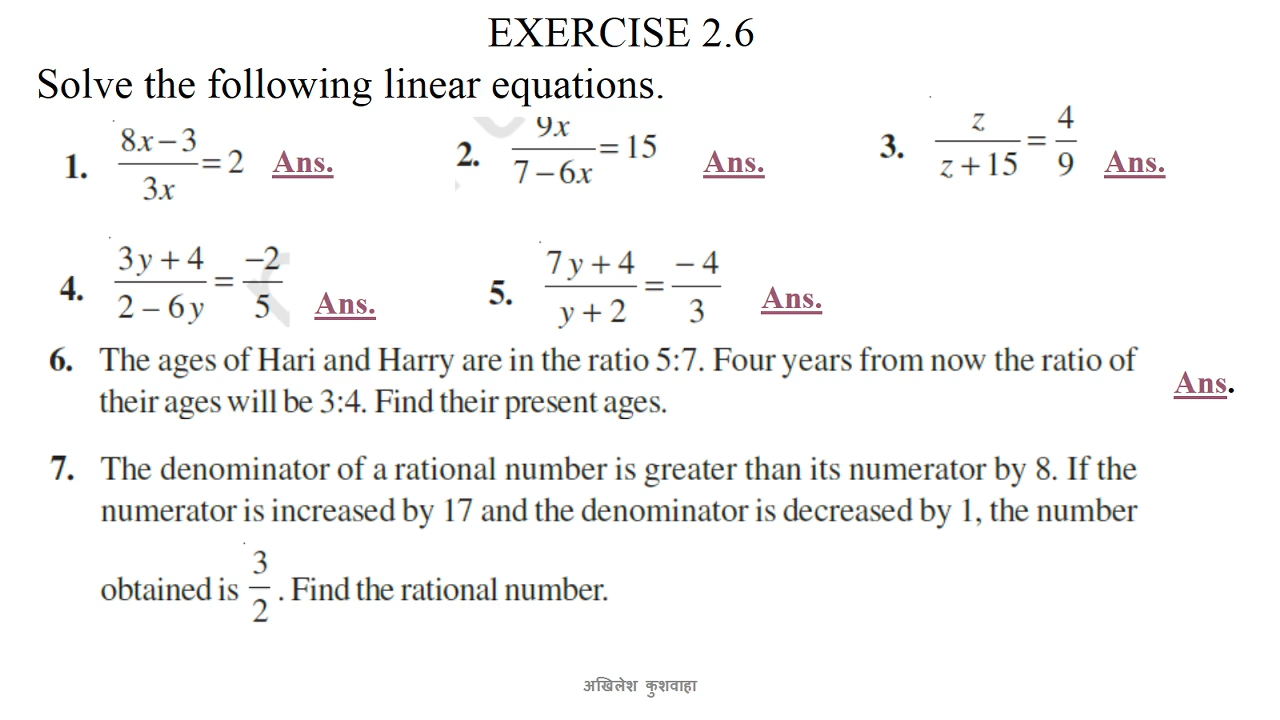 EXERCISE 2.6
Solve the following linear equations.
1. (8x – 3)/(3x) = 2 Ans. 2. (9x)/(7 – 6x) = 15 Ans. 3. z/(z + 15) = 4/9 Ans.
4. (3y + 4)/(2 – 6y) = –2/5 Ans. 5. (7y + 4)/(y + 2) = –4/3 Ans.
6. The ages of Hari and Harry are in the ratio 5:7. Four years from now the ratio of
their ages will be 3:4. Find their present ages. Ans.
7. The denominator of a rational number is greater than its numerator by 8. If the
numerator is increased by 17 and the denominator is decreased by 1, the number
obtained is 3/2. Find the rational number.
अखिलेश कुशवाहा